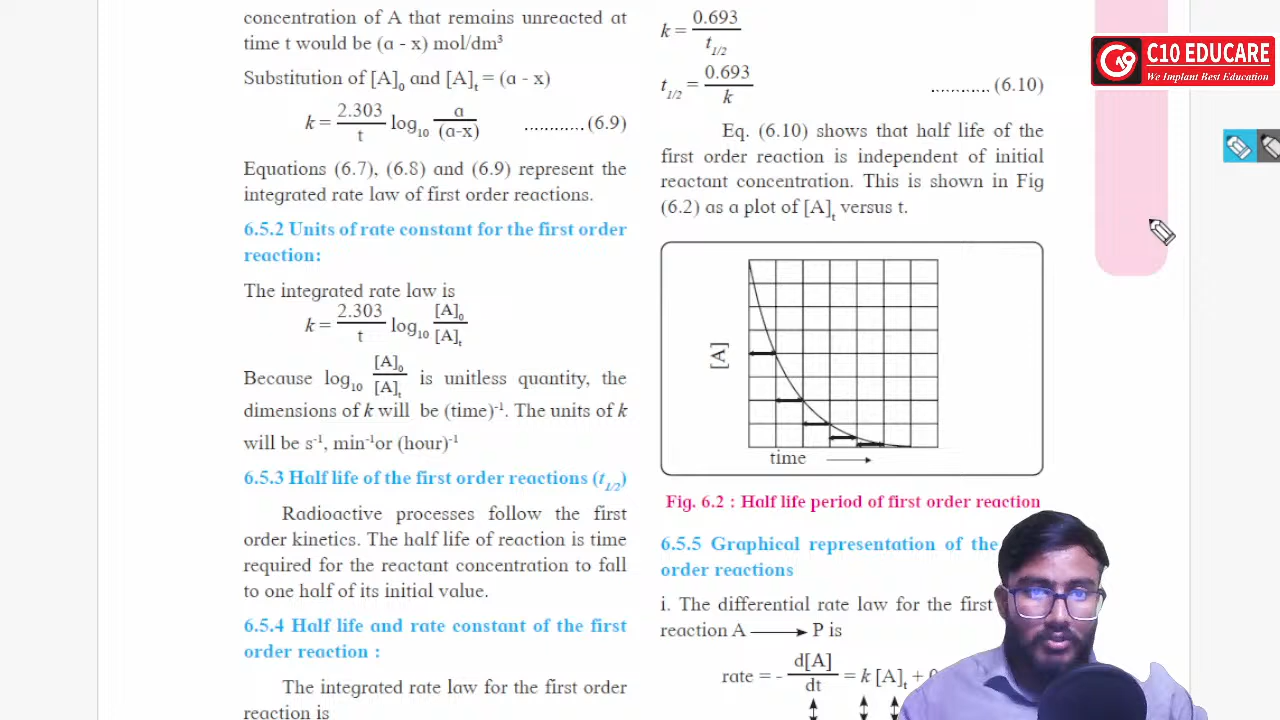 concentration of A that remains unreacted at
time t would be (a - x) mol/dm³
Substitution of [A]₀ and [A]ₜ = (a - x)
k = 2.303/t log₁₀ a/(a-x) ............(6.9)
Equations (6.7), (6.8) and (6.9) represent the
integrated rate law of first order reactions.
6.5.2 Units of rate constant for the first order
reaction:
The integrated rate law is
k = 2.303/t log₁₀ [A]₀/[A]ₜ
Because log₁₀ [A]₀/[A]ₜ is unitless quantity, the
dimensions of k will be (time)⁻¹. The units of k
will be s⁻¹, min⁻¹or (hour)⁻¹
6.5.3 Half life of the first order reactions (t1/2)
Radioactive processes follow the first
order kinetics. The half life of reaction is time
required for the reactant concentration to fall
to one half of its initial value.
6.5.4 Half life and rate constant of the first
order reaction :
The integrated rate law for the first order
reaction is
k = 0.693/t1/2
t1/2 = 0.693/k ........... (6.10)
Eq. (6.10) shows that half life of the
first order reaction is independent of initial
reactant concentration. This is shown in Fig
(6.2) as a plot of [A]ₜ versus t.
[A]
time
Fig. 6.2 : Half life period of first order reaction
6.5.5 Graphical representation of the
order reactions
i. The differential rate law for the first
reaction A → P is
rate = - d[A]/dt = k [A]ₜ +
C10 EDUCARE
We Implant Best Education